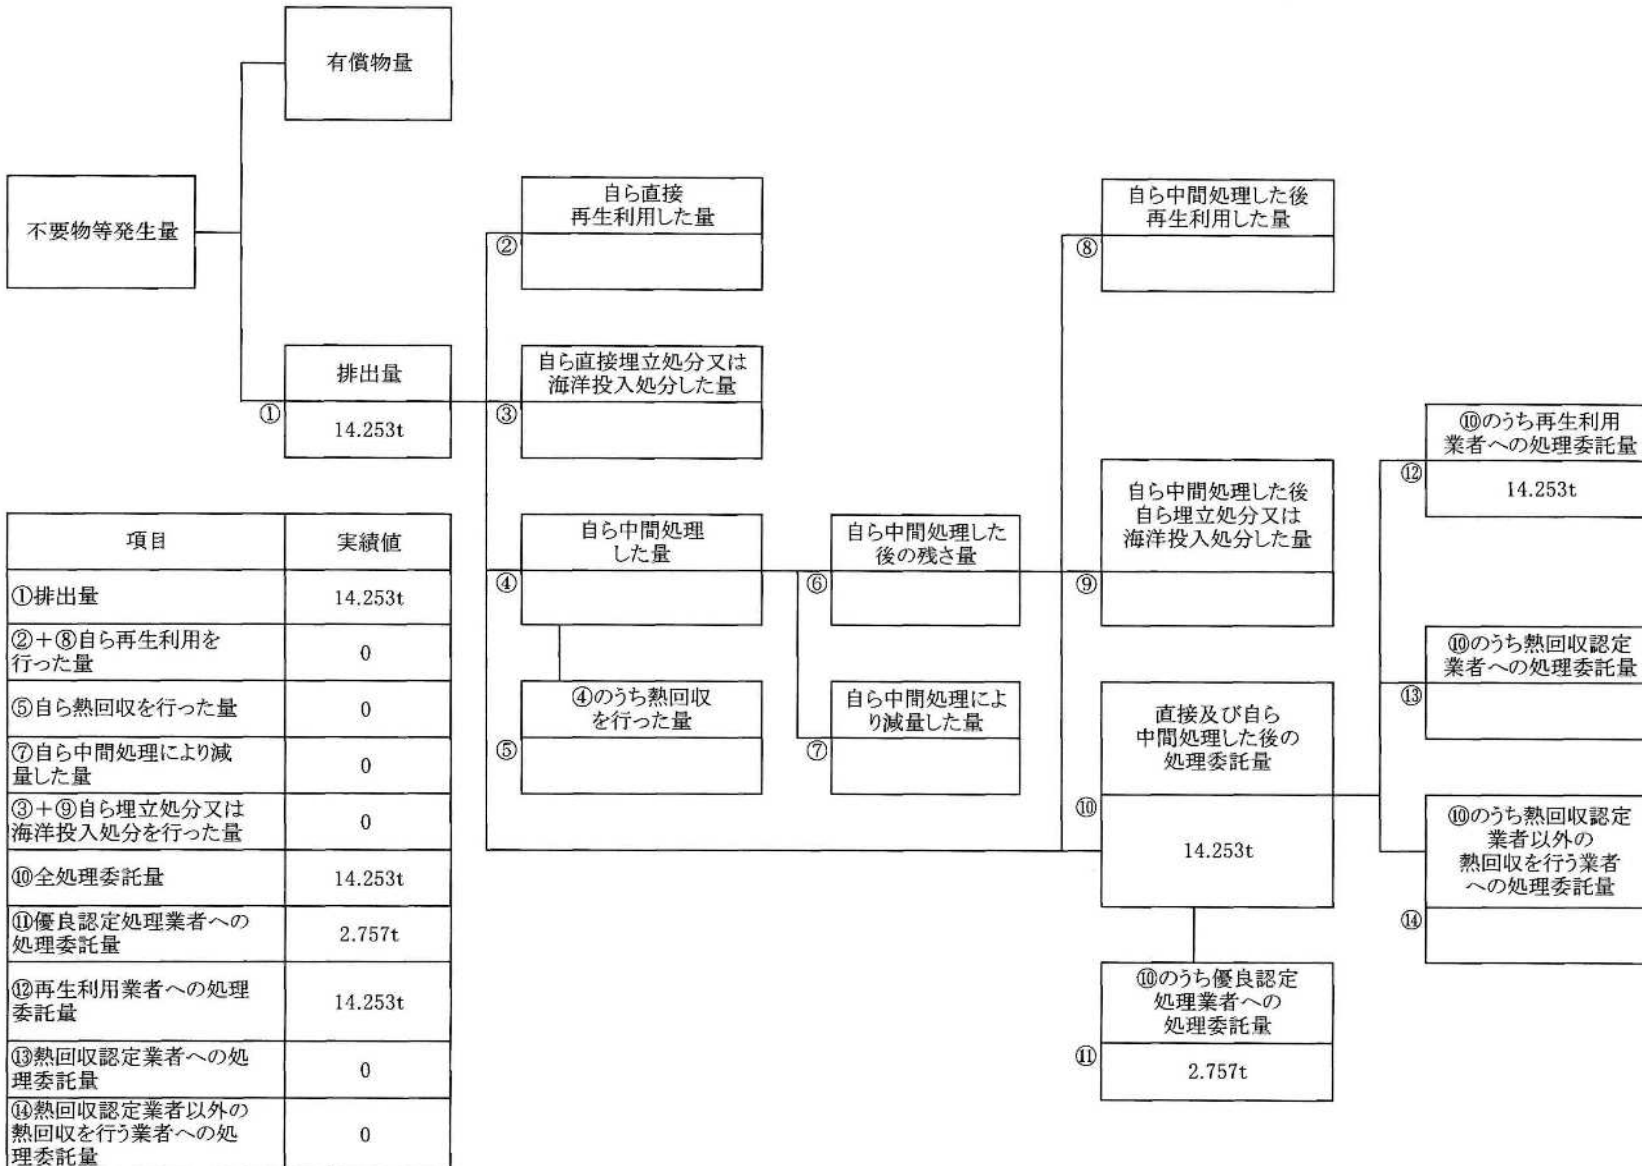 有償物量
不要物等発生量
自ら直接
再生利用した量
②
自ら中間処理した後
再生利用した量
⑧
排出量
①
14.253t
自ら直接埋立処分又は
海洋投入処分した量
③
⑩のうち再生利用
業者への処理委託量
⑫
14.253t
自ら中間処理
した量
④
自ら中間処理した
後の残さ量
⑥
自ら中間処理した後
自ら埋立処分又は
海洋投入処分した量
⑨
⑩のうち熱回収認定
業者への処理委託量
⑬
④のうち熱回収
を行った量
⑤
自ら中間処理によ
り減量した量
⑦
直接及び自ら
中間処理した後の
処理委託量
⑩
14.253t
⑩のうち熱回収認定
業者以外の
熱回収を行う業者
への処理委託量
⑭
⑩のうち優良認定
処理業者への
処理委託量
⑪
2.757t
項目 実績値
①排出量 14.253t
②+⑧自ら再生利用を
行った量 0
⑤自ら熱回収を行った量 0
⑦自ら中間処理により減
量した量 0
③+⑨自ら埋立処分又は
海洋投入処分を行った量 0
⑩全処理委託量 14.253t
⑪優良認定処理業者への
処理委託量 2.757t
⑫再生利用業者への処理
委託量 14.253t
⑬熱回収認定業者への処
理委託量 0
⑭熱回収認定業者以外の
熱回収を行う業者への処
理委託量 0